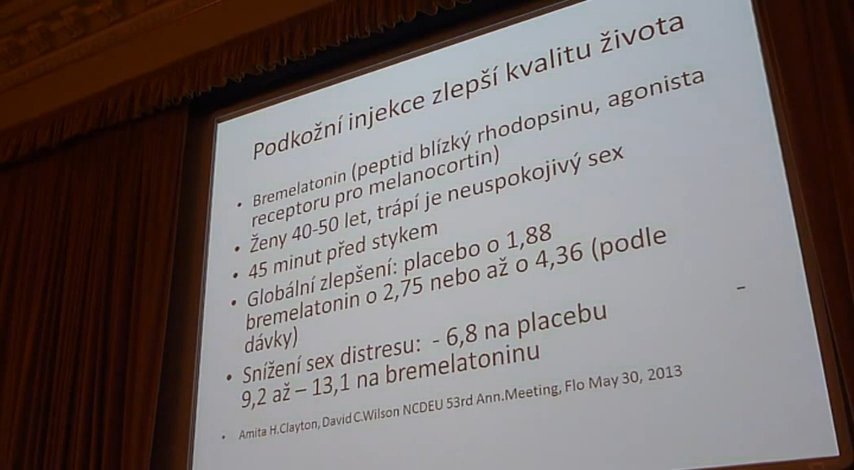 Podkožní injekce zlepší kvalitu života
• Bremelatonin (peptid blízký rhodopsinu, agonista
receptoru pro melanocortin)
• Ženy 40-50 let, trápí je neuspokojivý sex
• 45 minut před stykem
• Globální zlepšení: placebo o 1,88
bremelatonin o 2,75 nebo až o 4,36 (podle
dávky)
• Snížení sex distresu: - 6,8 na placebu
9,2 až – 13,1 na bremelatoninu
–
• Amita H.Clayton, David C.Wilson NCDEU 53rd Ann.Meeting, Flo May 30, 2013